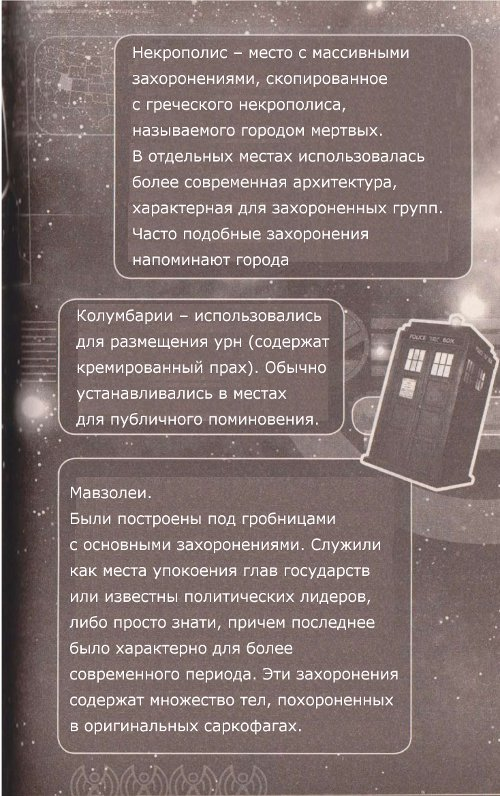 Некрополис – место с массивными
захоронениями, скопированное
с греческого некрополиса,
называемого городом мертвых.
В отдельных местах использовалась
более современная архитектура,
характерная для захороненных групп.
Часто подобные захоронения
напоминают города
Колумбарии – использовались
для размещения урн (содержат
кремированный прах). Обычно
устанавливались в местах
для публичного поминовения.
POLICE BOX
Мавзолеи.
Были построены под гробницами
с основными захоронениями. Служили
как места упокоения глав государств
или известны политических лидеров,
либо просто знати, причем последнее
было характерно для более
современного периода. Эти захоронения
содержат множество тел, похороненных
в оригинальных саркофагах.